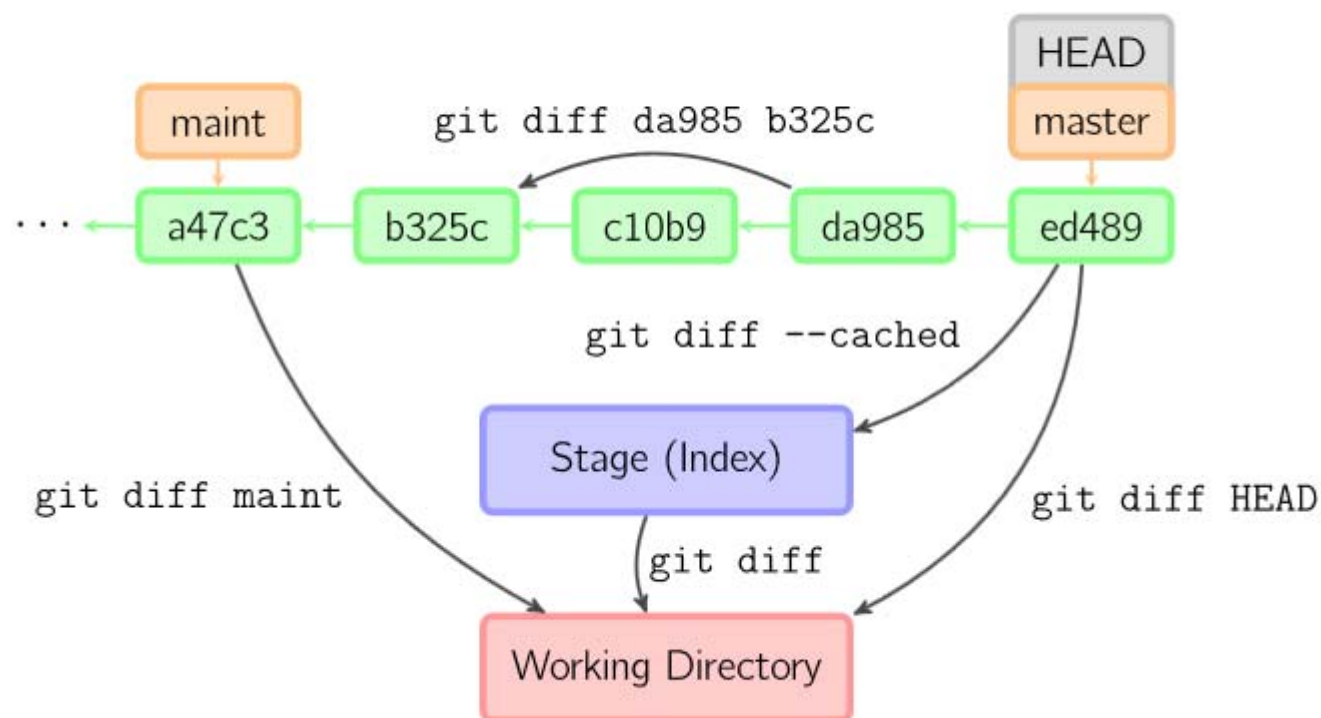 HEAD
maint
git diff da985 b325c
master
...
a47c3
b325c
c10b9
da985
ed489
git diff --cached
Stage (Index)
git diff maint
git diff HEAD
git diff
Working Directory